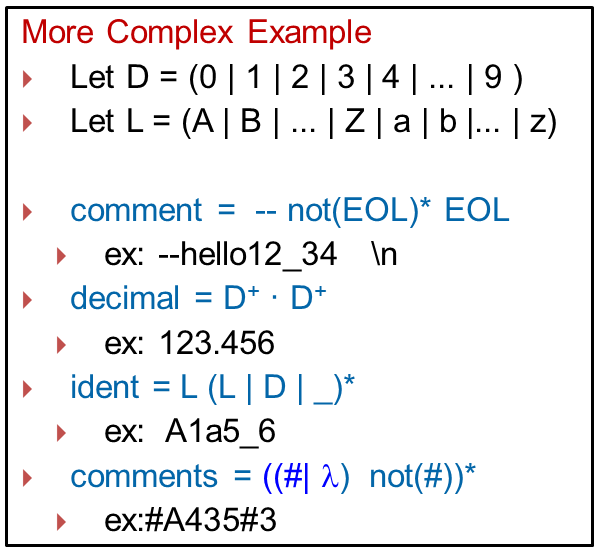 More Complex Example
Let D = (0 | 1 | 2 | 3 | 4 | ... | 9 )
Let L = (A | B | ... | Z | a | b |... | z)
comment = -- not(EOL)* EOL
ex: --hello12_34 \n
decimal = D⁺ · D⁺
ex: 123.456
ident = L (L | D | _)*
ex: A1a5_6
comments = ((#| λ) not(#))*
ex:#A435#3